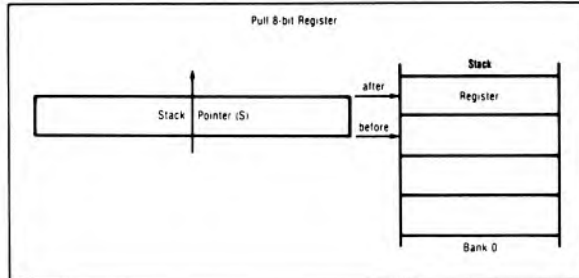 Pull 8-bit Register
Stack
after
Register
Stack Pointer (S)
before
Bank 0